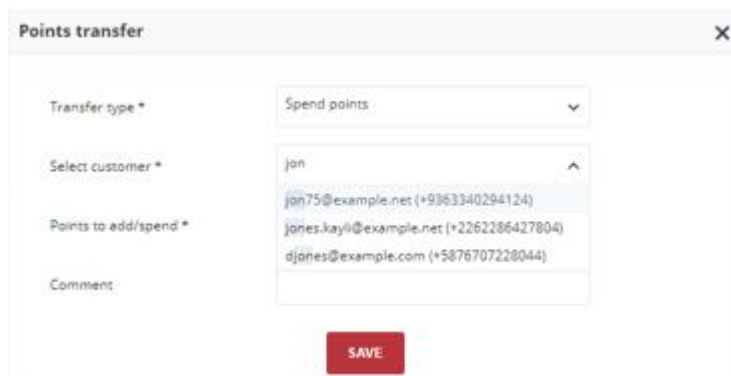 Points transfer
Transfer type *
Spend points
Select customer *
jon
jon75@example.net (+9363340294124)
Points to add/spend *
jones.kayli@example.net (+2262286427804)
djones@example.com (+5876707228044)
Comment
SAVE